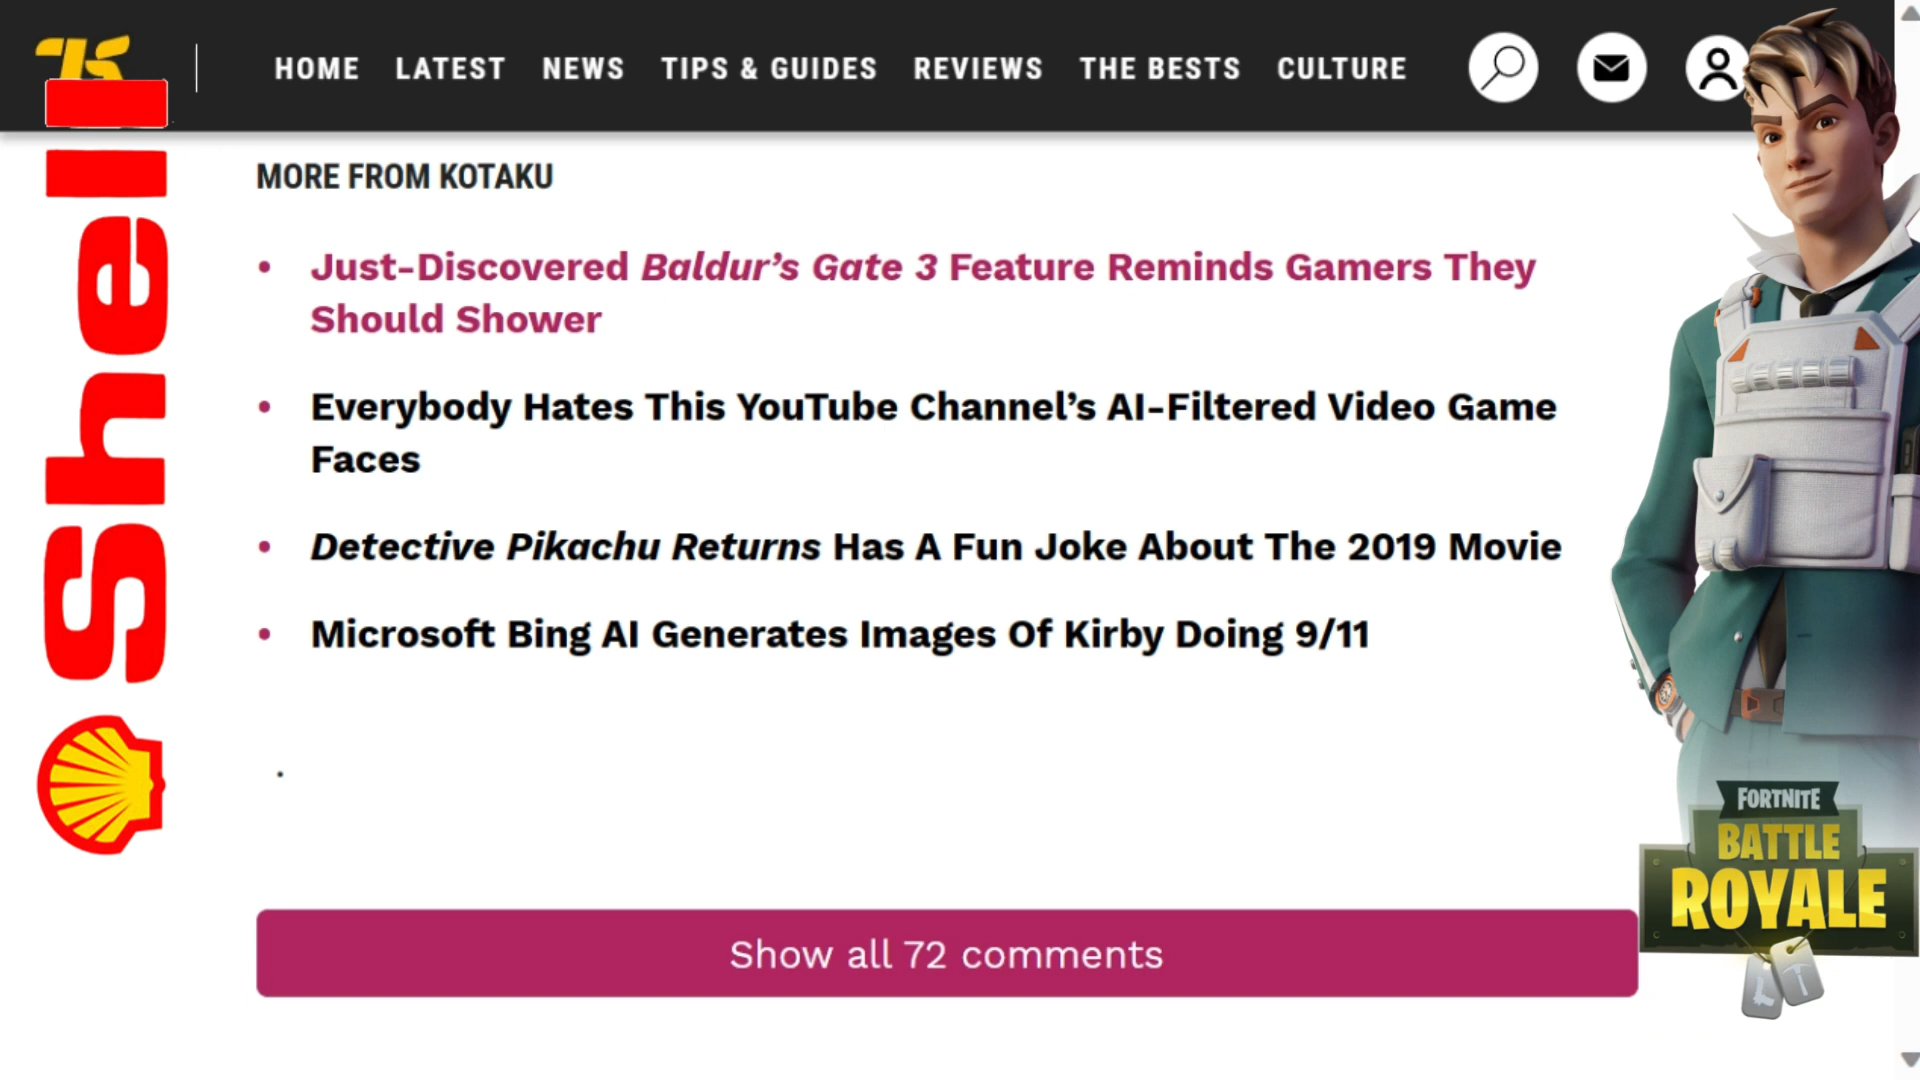 HOME LATEST NEWS TIPS & GUIDES REVIEWS THE BESTS CULTURE
Shell
MORE FROM KOTAKU
• Just-Discovered Baldur’s Gate 3 Feature Reminds Gamers They
Should Shower
• Everybody Hates This YouTube Channel’s AI-Filtered Video Game
Faces
• Detective Pikachu Returns Has A Fun Joke About The 2019 Movie
• Microsoft Bing AI Generates Images Of Kirby Doing 9/11
FORTNITE
BATTLE
ROYALE
Show all 72 comments